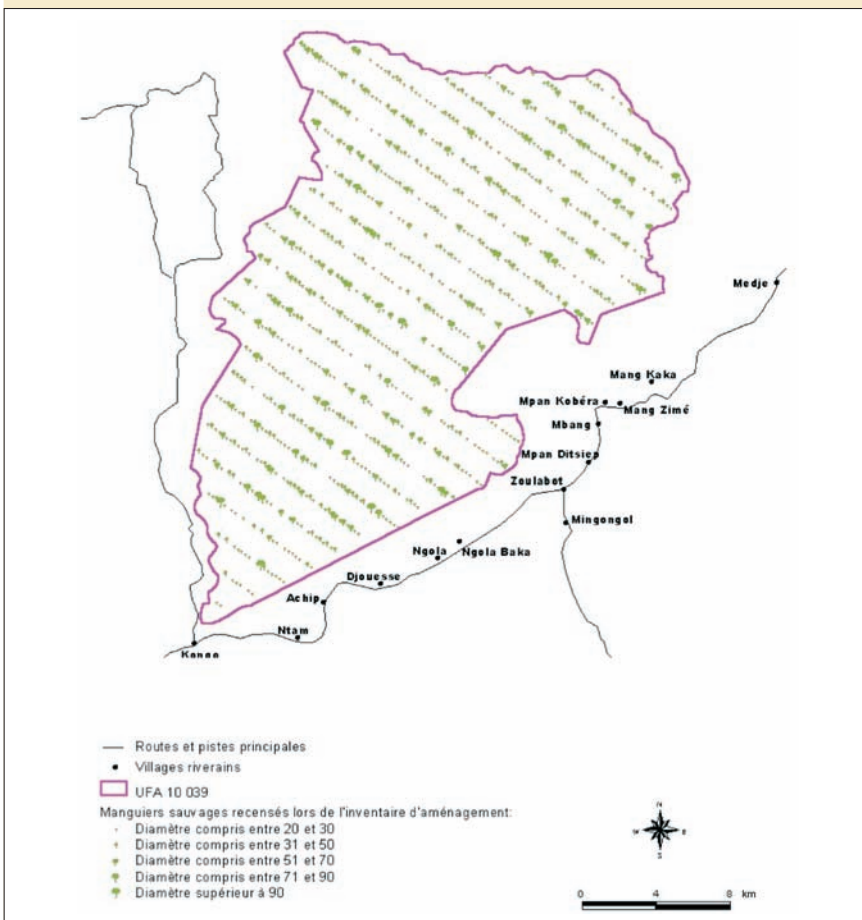 Medje
Mang Kaka
Mpan Kobéra
Mang Zimé
Mbang
Mpan Ditsiep
Zoulabot
Mingongol
Ngola
Ngola Baka
Djouesse
Achip
Ntam
Routes et pistes principales
Villages riverains
UFA 10 039
Manguiers sauvages recensés lors de l'inventaire d'aménagement:
Diamètre compris entre 20 et 30
Diamètre compris entre 31 et 50
Diamètre compris entre 51 et 70
Diamètre compris entre 71 et 90
Diamètre supérieur à 90
N
W E
S
0 4 8 km